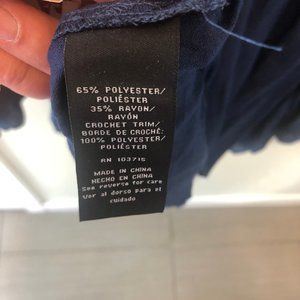 65% POLYESTER/
POLIÉSTER
35% RAYON/
RAYÓN
CROCHET TRIM/
BORDE DE CROCHÉ:
100% POLYESTER/
POLIÉSTER
RN 103715
MADE IN CHINA
HECHO EN CHINA
See reverse for care
Ver al dorso para el
cuidado